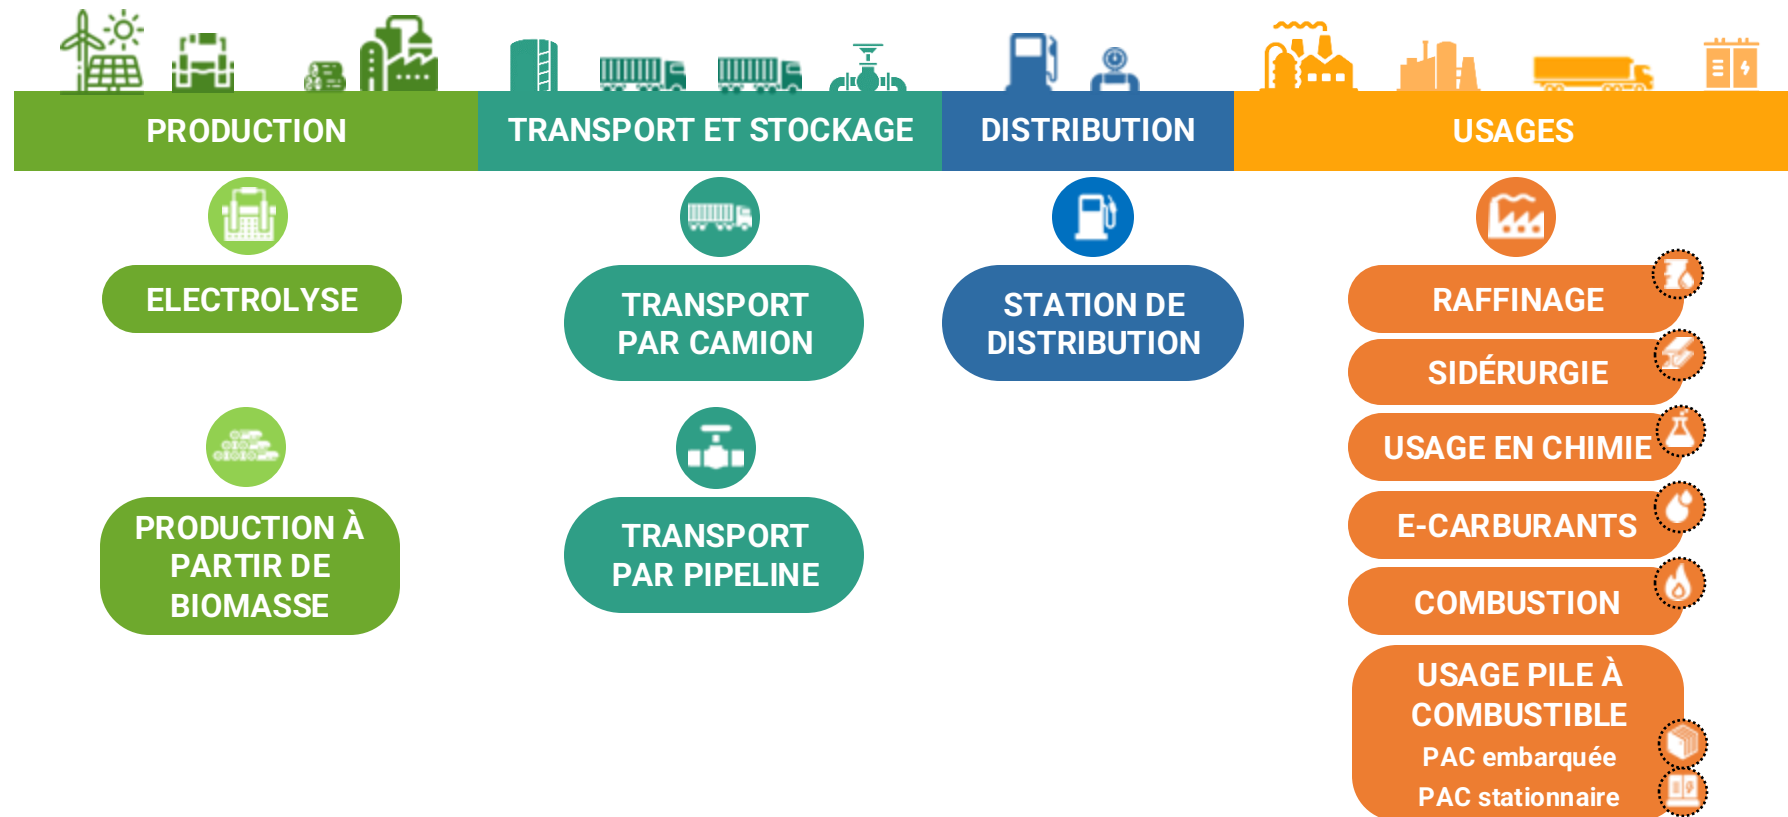 PRODUCTION
TRANSPORT ET STOCKAGE
DISTRIBUTION
USAGES
ELECTROLYSE
PRODUCTION À
PARTIR DE
BIOMASSE
TRANSPORT
PAR CAMION
TRANSPORT
PAR PIPELINE
STATION DE
DISTRIBUTION
RAFFINAGE
SIDÉRURGIE
USAGE EN CHIMIE
E-CARBURANTS
COMBUSTION
USAGE PILE À
COMBUSTIBLE
PAC embarquée
PAC stationnaire